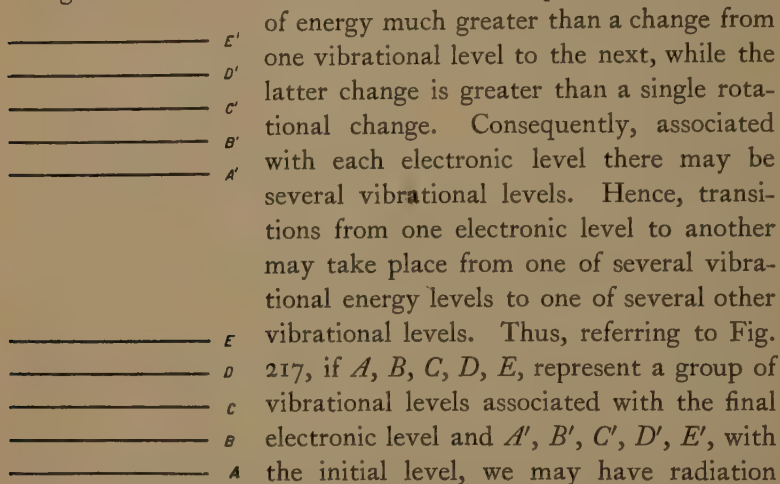 of energy much greater than a change from
one vibrational level to the next, while the
latter change is greater than a single rota-
tional change. Consequently, associated
with each electronic level there may be
several vibrational levels. Hence, transi-
tions from one electronic level to another
may take place from one of several vibra-
tional energy levels to one of several other
vibrational levels. Thus, referring to Fig.
217, if A, B, C, D, E, represent a group of
vibrational levels associated with the final
electronic level and A′, B′, C′, D′, E′, with
the initial level, we may have radiation
E′
D′
C′
B′
A′
E
D
C
B
A